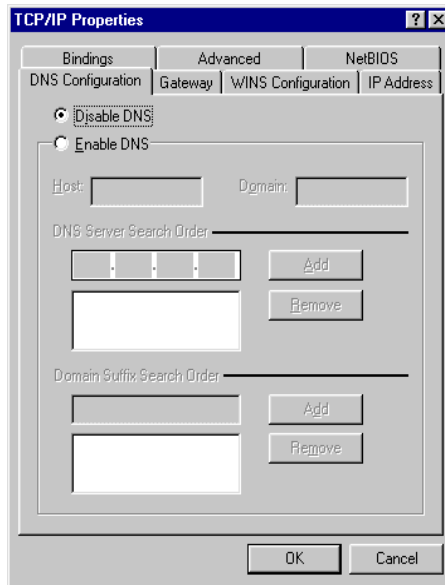 TCP/IP Properties
Bindings Advanced NetBIOS
DNS Configuration Gateway WINS Configuration IP Address
Disable DNS
Enable DNS
Host: Domain:
DNS Server Search Order
. . . Add
Remove
Domain Suffix Search Order
Add
Remove
OK Cancel